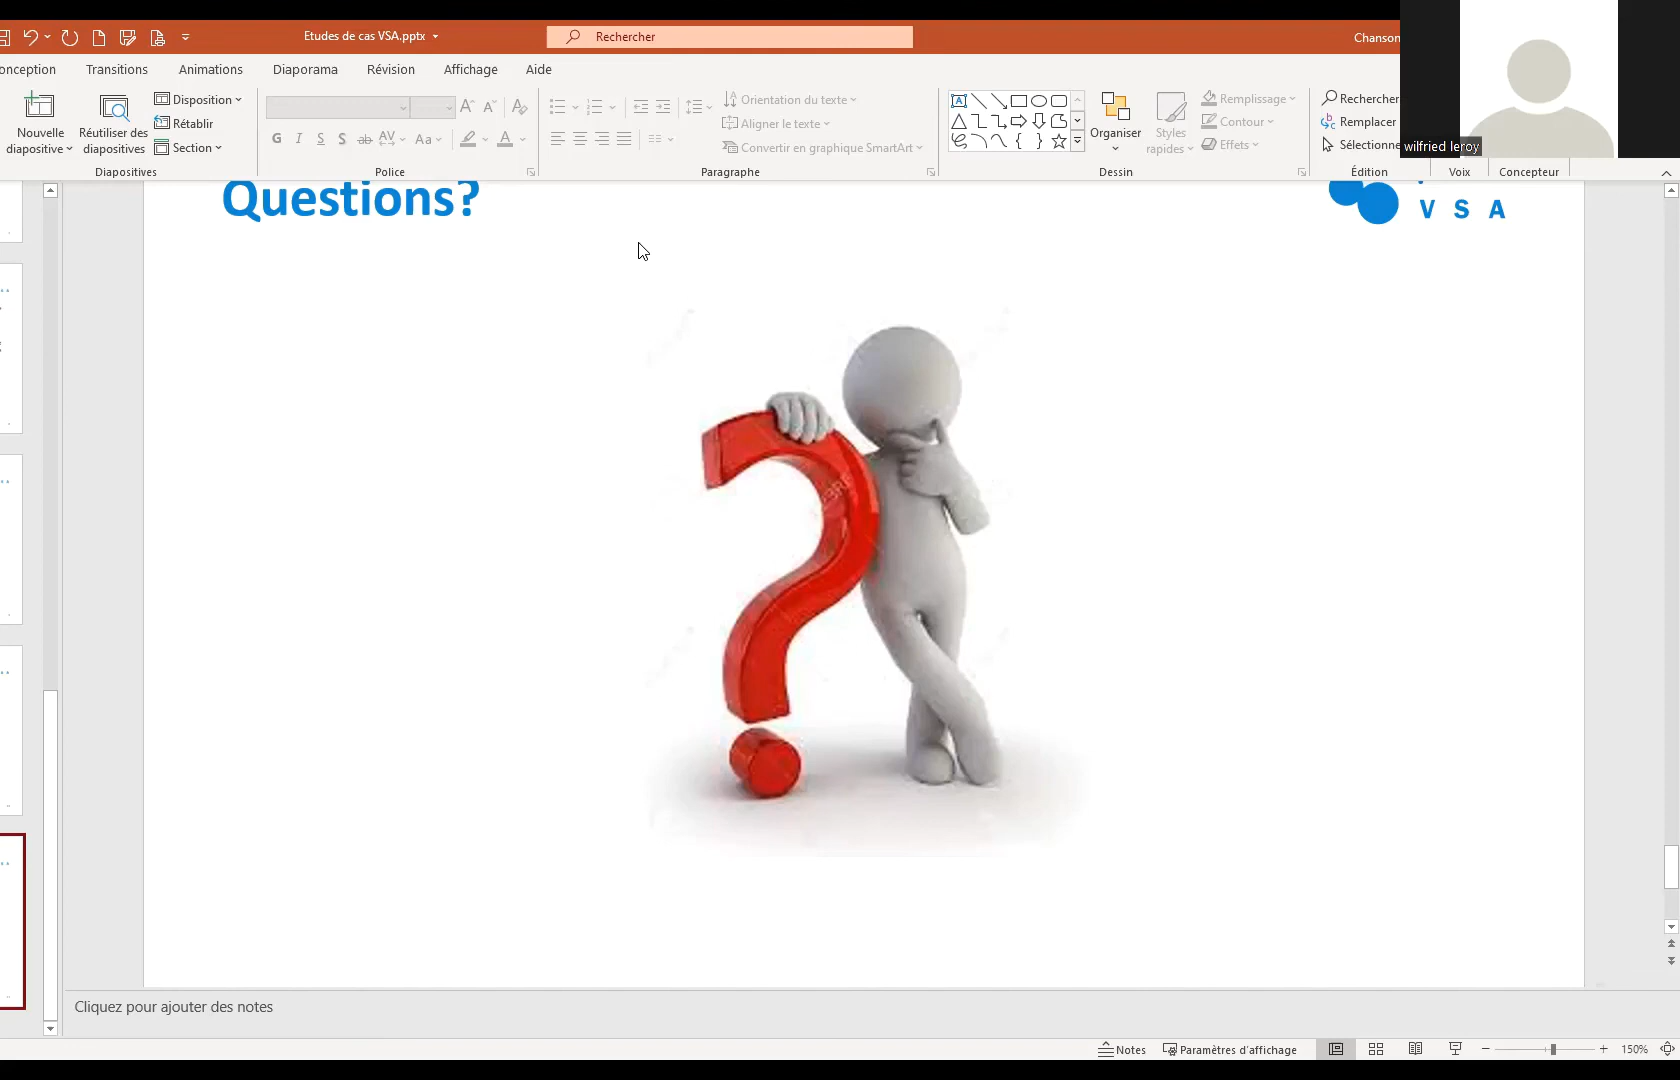 Etudes de cas VSA.pptx
Rechercher
Chanson
onception Transitions Animations Diaporama Révision Affichage Aide
Nouvelle diapositive
Réutiliser des diapositives
Disposition
Rétablir
Section
Diapositives
G I S S ab AV Aa A
Police
Orientation du texte
Aligner le texte
Convertir en graphique SmartArt
Paragraphe
Organiser
Styles rapides
Remplissage
Contour
Effets
Dessin
Rechercher
Remplacer
Sélectionne
Édition
Voix
Concepteur
wilfried leroy
Questions?
V S A
Cliquez pour ajouter des notes
Notes
Paramètres d'affichage
150%